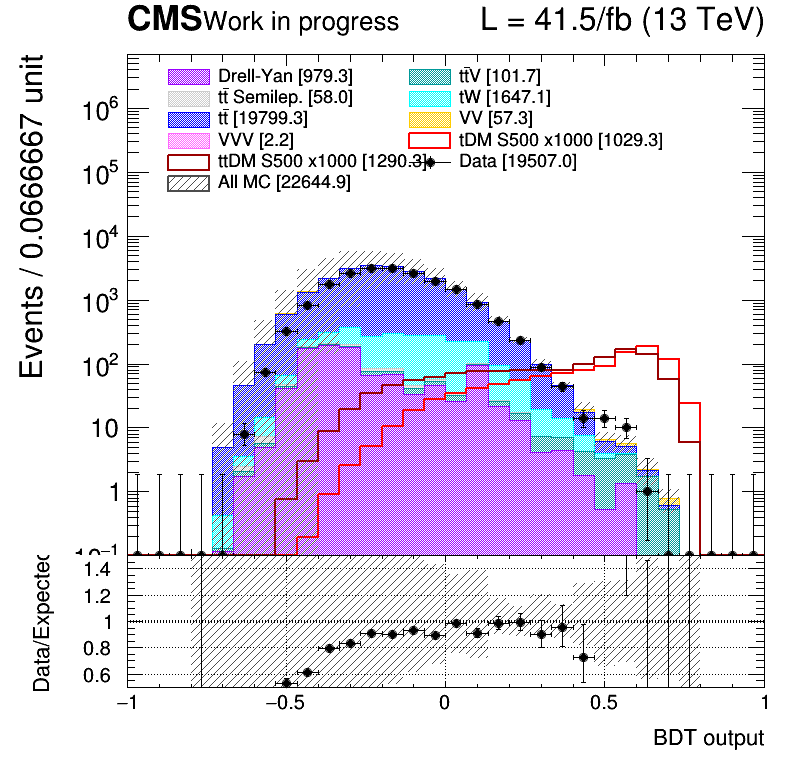 CMS Work in progress L = 41.5/fb (13 TeV)
Events / 0.0666667 unit
Drell-Yan [979.3] tt̄V [101.7]
tt̄ Semilep. [58.0] tW [1647.1]
tt̄ [19799.3] VV [57.3]
VVV [2.2] tDM S500 x1000 [1029.3]
ttDM S500 x1000 [1290.3] Data [19507.0]
All MC [22644.9]
10⁶
10⁵
10⁴
10³
10²
10
1
10⁻¹
Data/Expected
1.4
1.2
1
0.8
0.6
−1 −0.5 0 0.5 1
BDT output